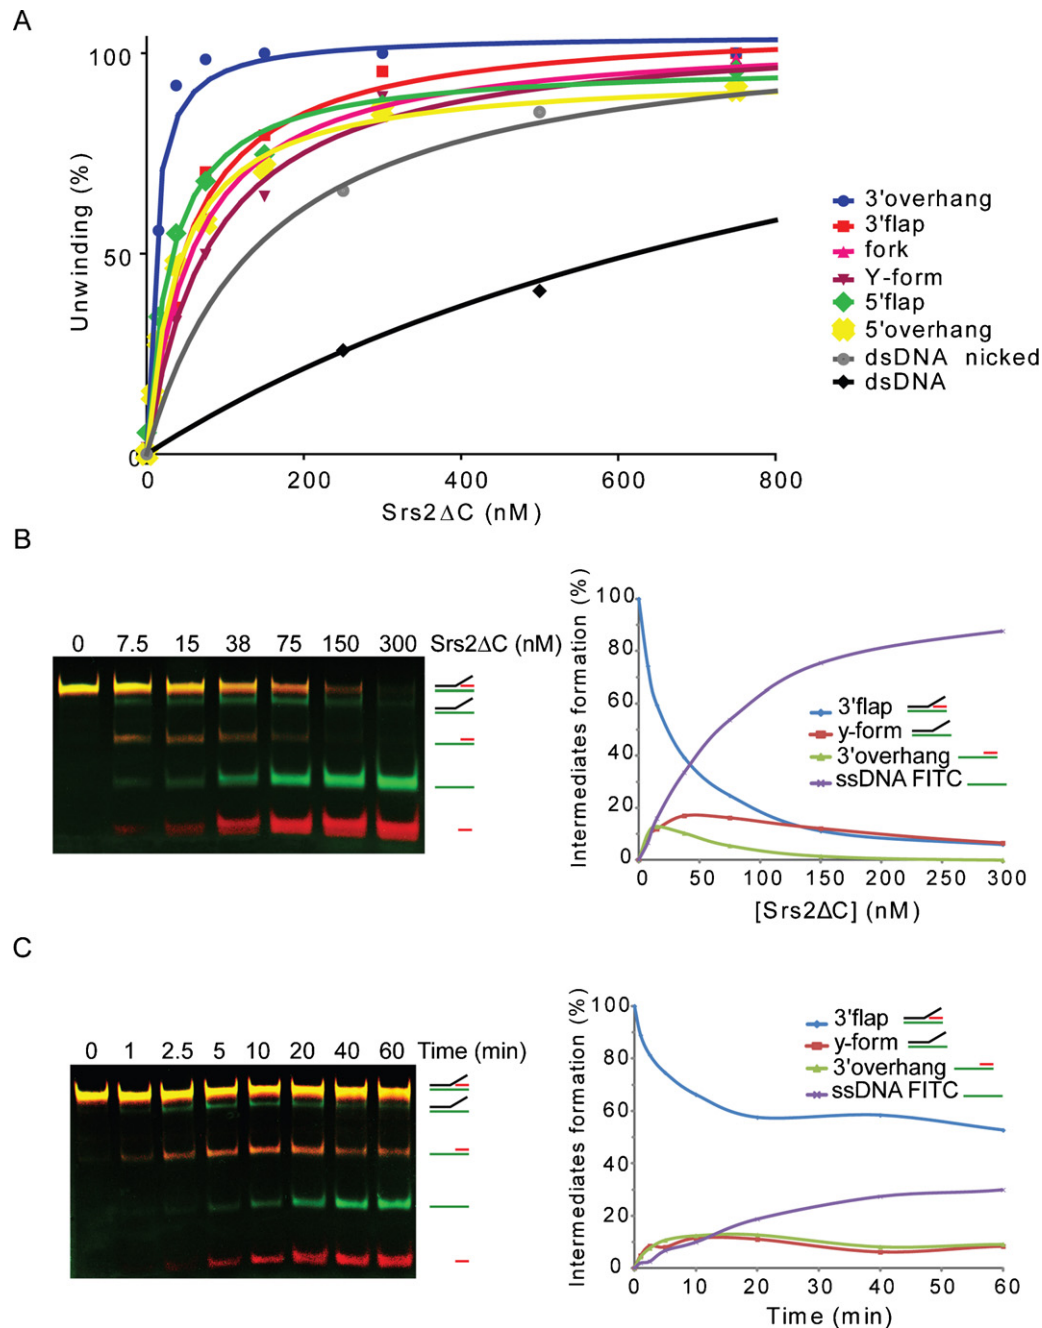 A
100
50
0
Unwinding (%)
0 200 400 600 800
Srs2ΔC (nM)
3'overhang
3'flap
fork
Y-form
5'flap
5'overhang
dsDNA nicked
dsDNA
B
0 7.5 15 38 75 150 300 Srs2ΔC (nM)
Intermediates formation (%)
100
80
60
40
20
0
3'flap
y-form
3'overhang
ssDNA FITC
0 50 100 150 200 250 300
[Srs2ΔC] (nM)
C
0 1 2.5 5 10 20 40 60 Time (min)
Intermediates formation (%)
100
80
60
40
20
0
3'flap
y-form
3'overhang
ssDNA FITC
0 10 20 30 40 50 60
Time (min)